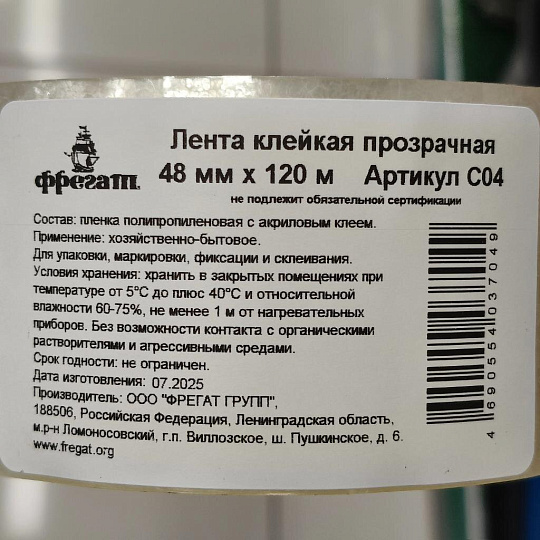 Лента клейкая прозрачная
фрегатп.
48 мм x 120 м Артикул С04
не подлежит обязательной сертификации
Состав: пленка полипропиленовая с акриловым клеем.
Применение: хозяйственно-бытовое.
Для упаковки, маркировки, фиксации и склеивания.
Условия хранения: хранить в закрытых помещениях при
температуре от 5°C до плюс 40°C и относительной
влажности 60-75%, не менее 1 м от нагревательных
приборов. Без возможности контакта с органическими
растворителями и агрессивными средами.
Срок годности: не ограничен.
Дата изготовления: 07.2025
Производитель: ООО "ФРЕГАТ ГРУПП",
188506, Российская Федерация, Ленинградская область,
м.р-н Ломоносовский, г.п. Виллозское, ш. Пушкинское, д. 6.
www.fregat.org
4 690554 037049